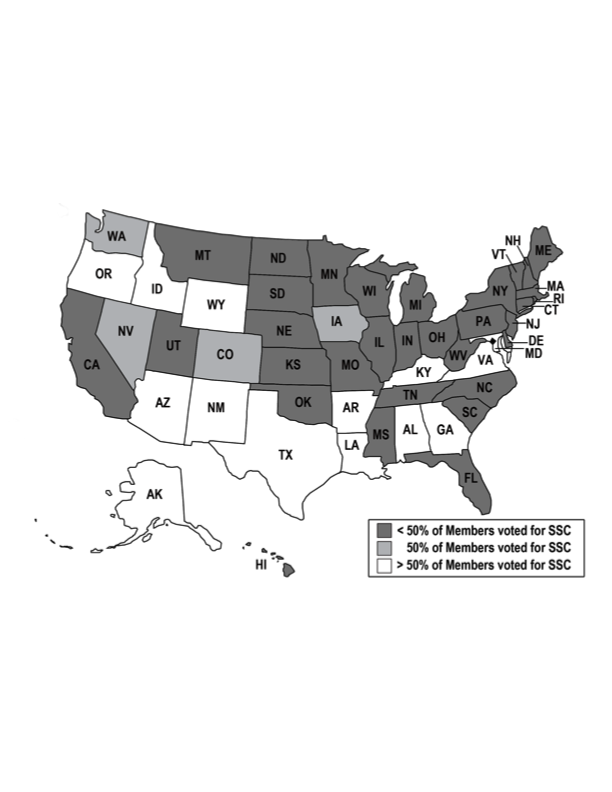 WA
MT
ND
MN
ME
NH
VT
OR
ID
SD
WI
NY
MA
RI
CT
WY
MI
NJ
PA
IA
NE
NV
UT
CO
IL
IN
OH
DE
MD
CA
KS
MO
WV
VA
KY
AZ
NM
OK
AR
TN
NC
SC
TX
LA
MS
AL
GA
FL
AK
HI
< 50% of Members voted for SSC
50% of Members voted for SSC
> 50% of Members voted for SSC